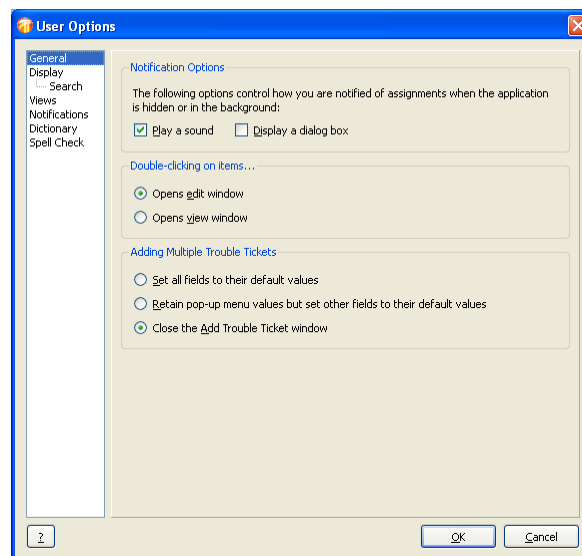 User Options
General
Display
Search
Views
Notifications
Dictionary
Spell Check
Notification Options
The following options control how you are notified of assignments when the application
is hidden or in the background:
Play a sound Display a dialog box
Double-clicking on items...
Opens edit window
Opens view window
Adding Multiple Trouble Tickets
Set all fields to their default values
Retain pop-up menu values but set other fields to their default values
Close the Add Trouble Ticket window
? OK Cancel